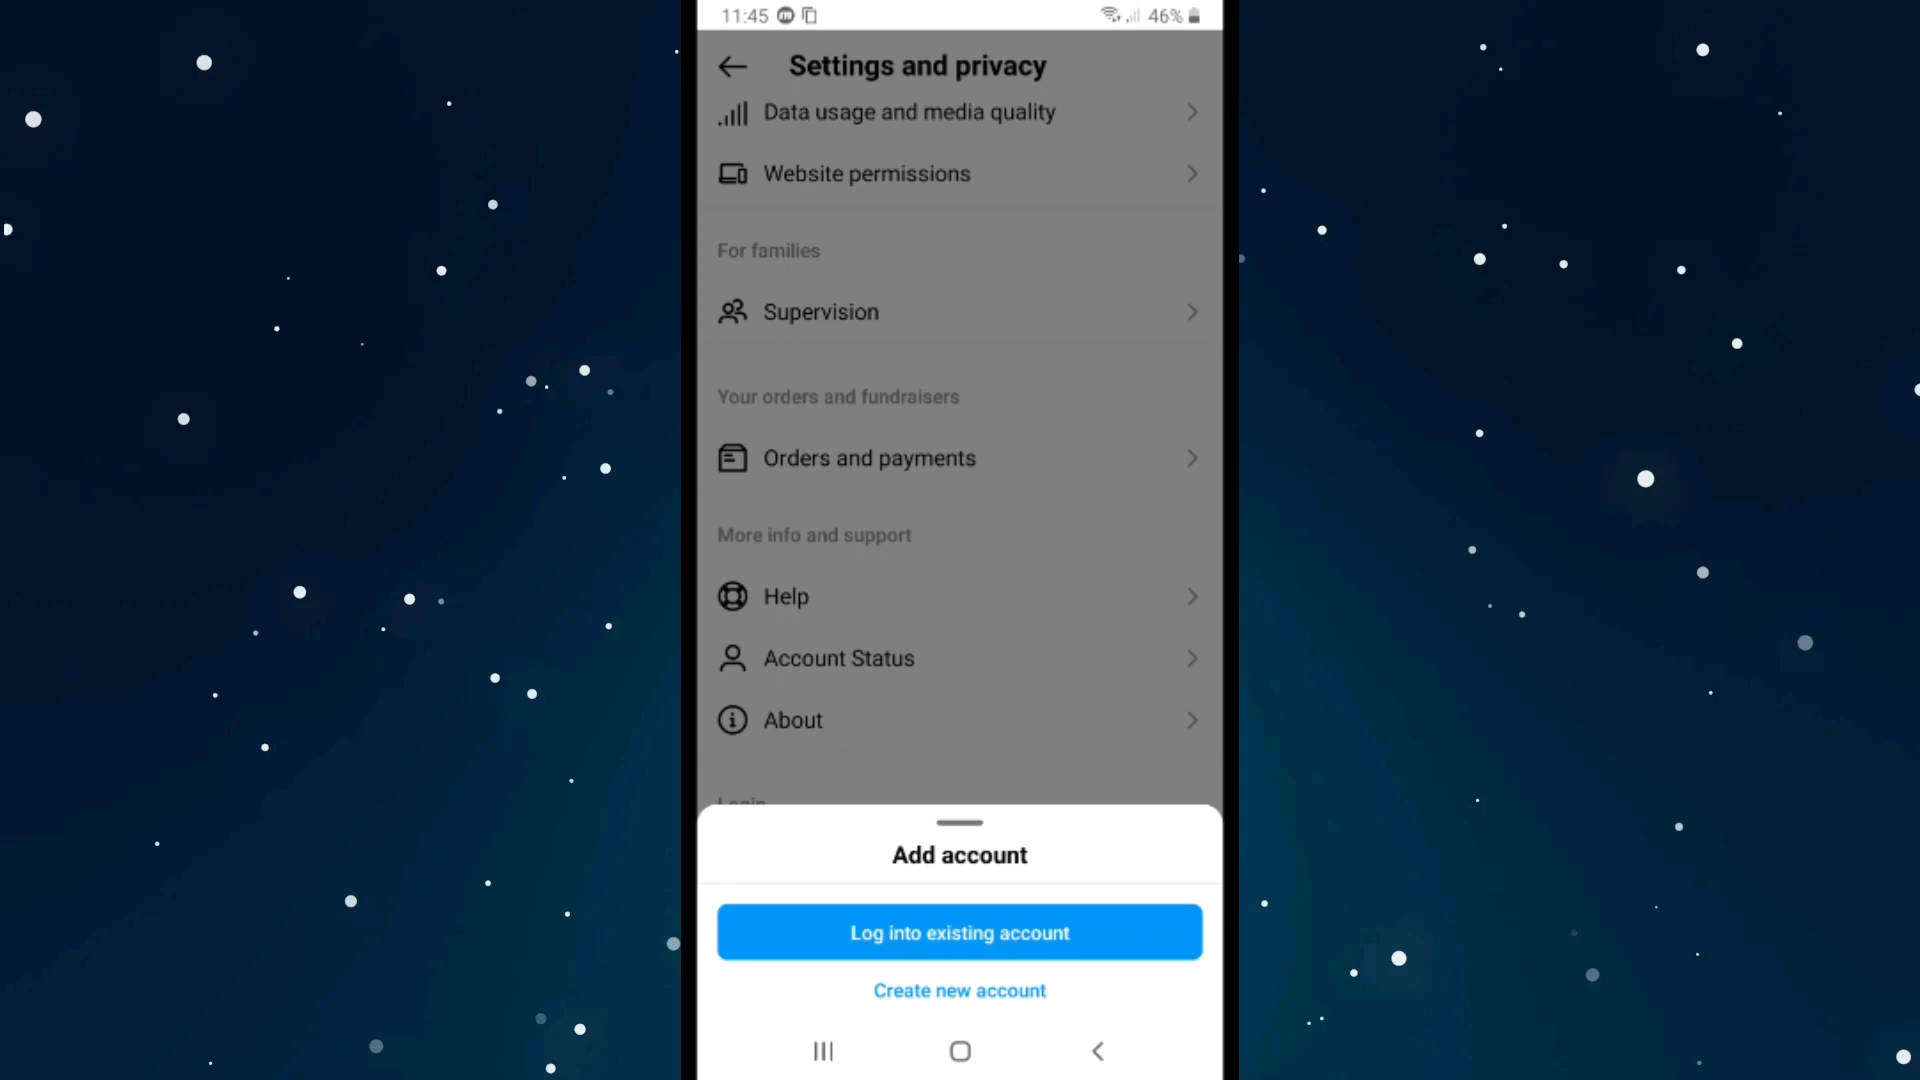 11:45 46%
Settings and privacy
Data usage and media quality
Website permissions
For families
Supervision
Your orders and fundraisers
Orders and payments
More info and support
Help
Account Status
About
Login
Add account
Log into existing account
Create new account